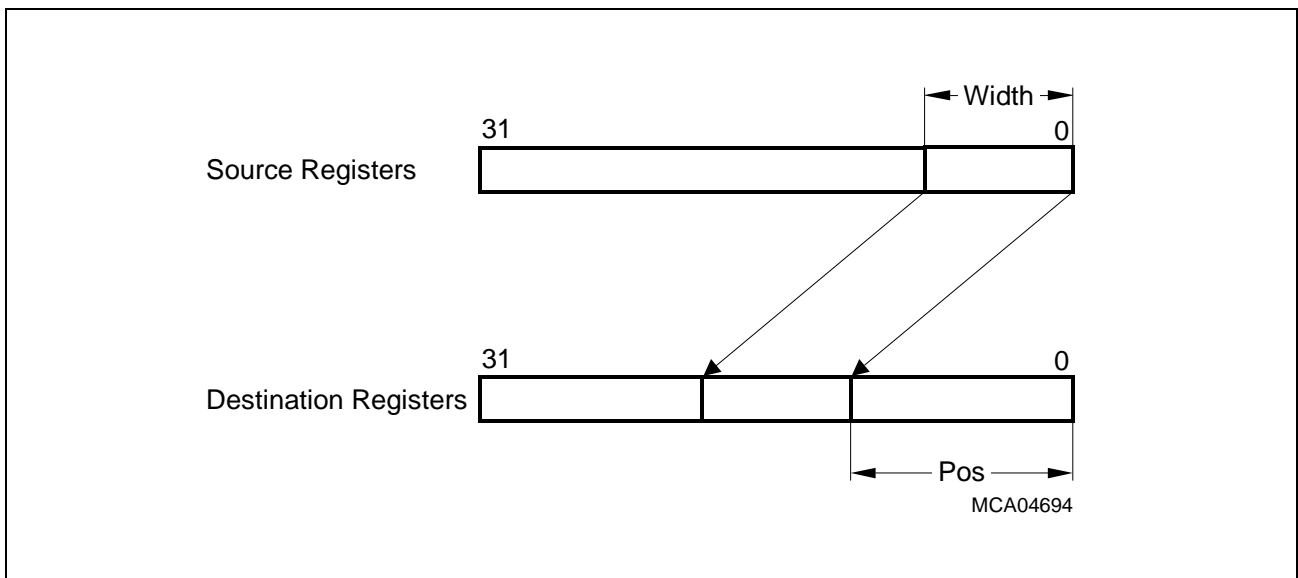 Width
31 0
Source Registers
31 0
Destination Registers
Pos
MCA04694